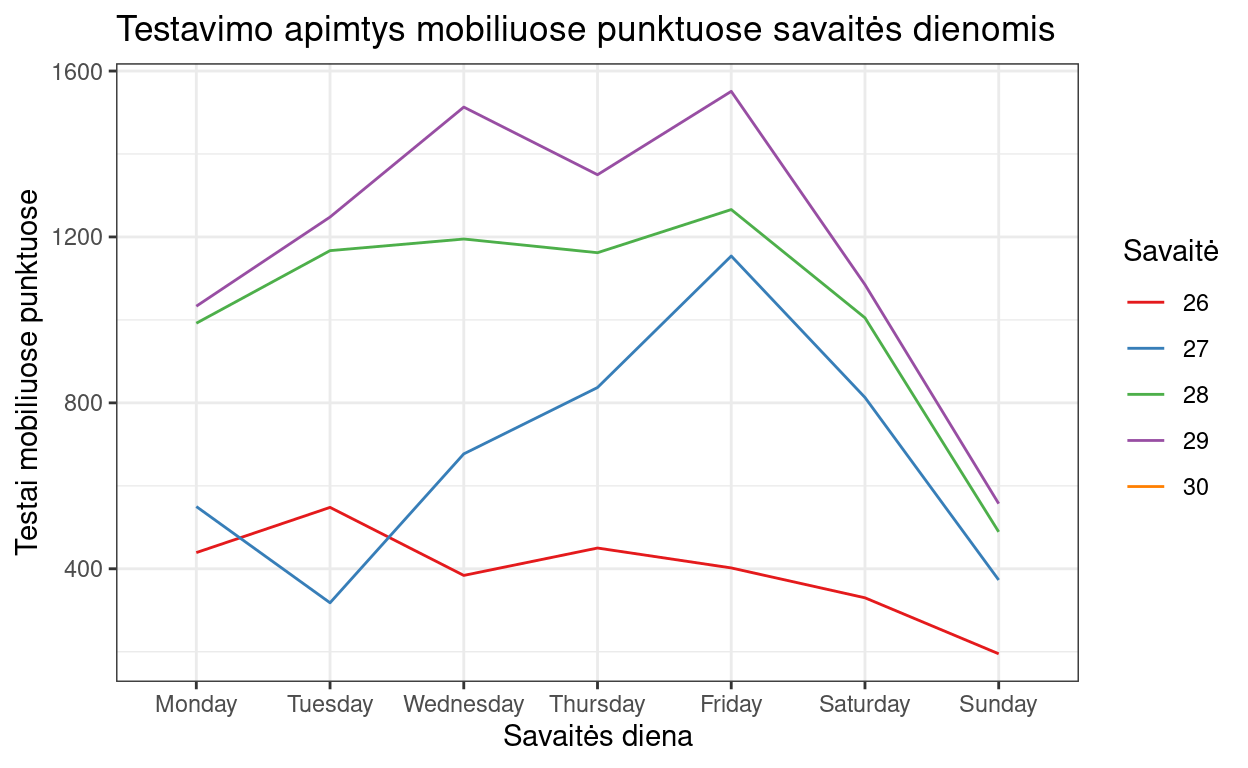 Testavimo apimtys mobiliuose punktuose savaitės dienomis
Testai mobiliuose punktuose
1600
1200
800
400
Monday Tuesday Wednesday Thursday Friday Saturday Sunday
Savaitės diena
Savaitė
26
27
28
29
30